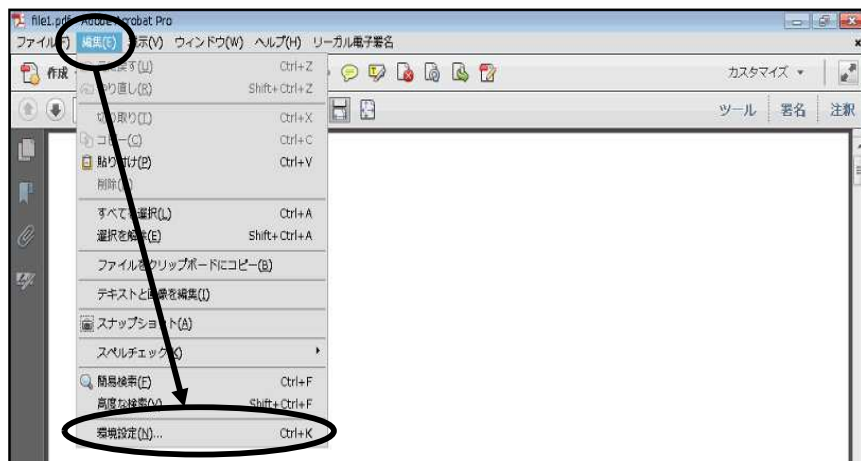 file1.pdf - Adobe Acrobat Pro
ファイル(F) 編集(E) 表示(V) ウィンドウ(W) ヘルプ(H) リーガル電子署名
作成
カスタマイズ
Ctrl+Z
やり直し(R) Shift+Ctrl+Z
ツール 署名 注釈
切り取り(T) Ctrl+X
コピー(C) Ctrl+C
貼り付け(P) Ctrl+V
削除(D)
すべてを選択(L) Ctrl+A
選択を解除(E) Shift+Ctrl+A
ファイルをクリップボードにコピー(B)
テキストと画像を編集(I)
スナップショット(A)
スペルチェック(K)
簡易検索(F) Ctrl+F
高度な検索(V) Shift+Ctrl+F
環境設定(N)... Ctrl+K